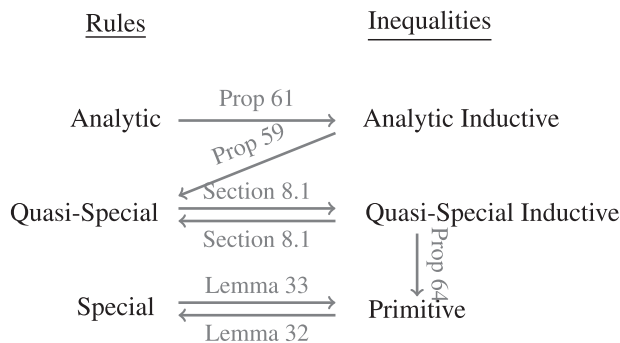 Rules
Inequalities
Analytic
Prop 61
Analytic Inductive
Prop 59
Quasi-Special
Section 8.1
Section 8.1
Quasi-Special Inductive
Prop 64
Special
Lemma 33
Lemma 32
Primitive